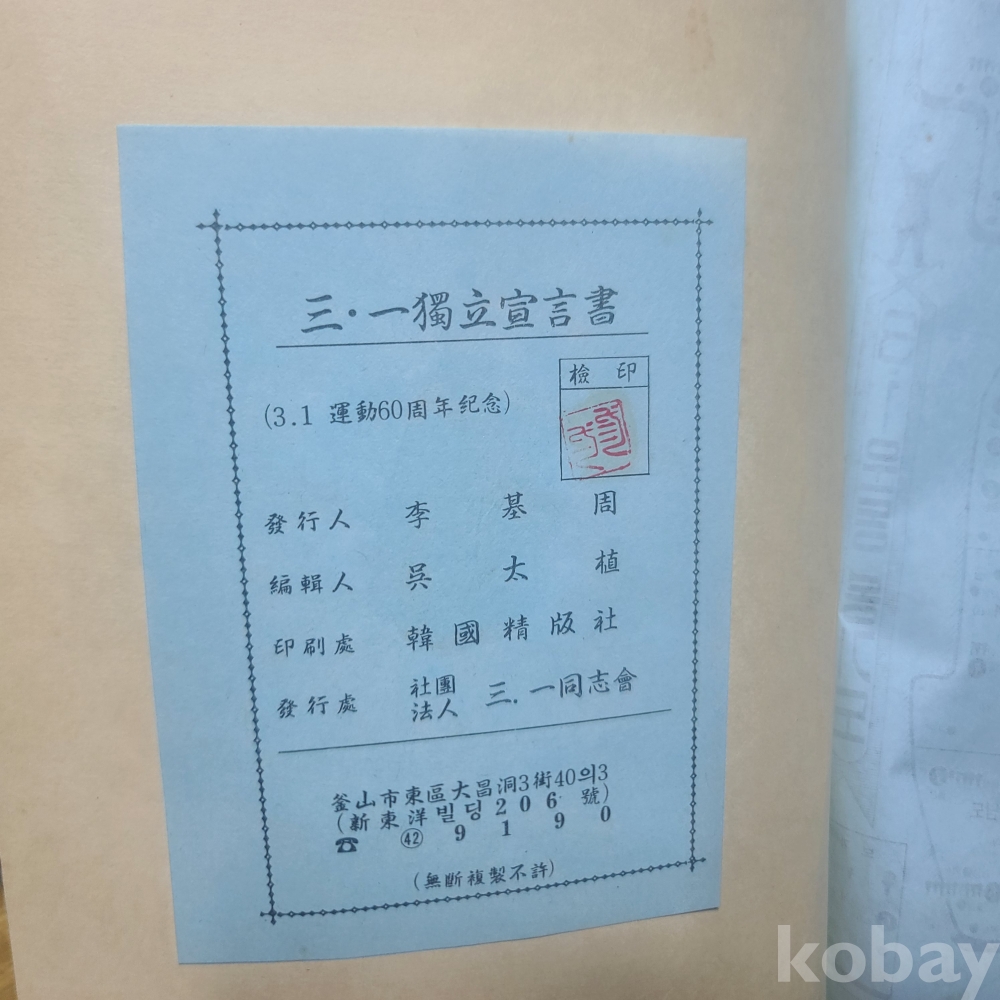 三·一獨立宣言書
檢印
(3.1 運動60周年紀念)
發行人 李基周
編輯人 吳太植
印刷處 韓國精版社
發行處 社團法人 三.一同志會
釜山市東區大昌洞3街40의3
(新東洋빌딩206號)
☎ ㊷ 9190
(無斷複製不許)
kobay